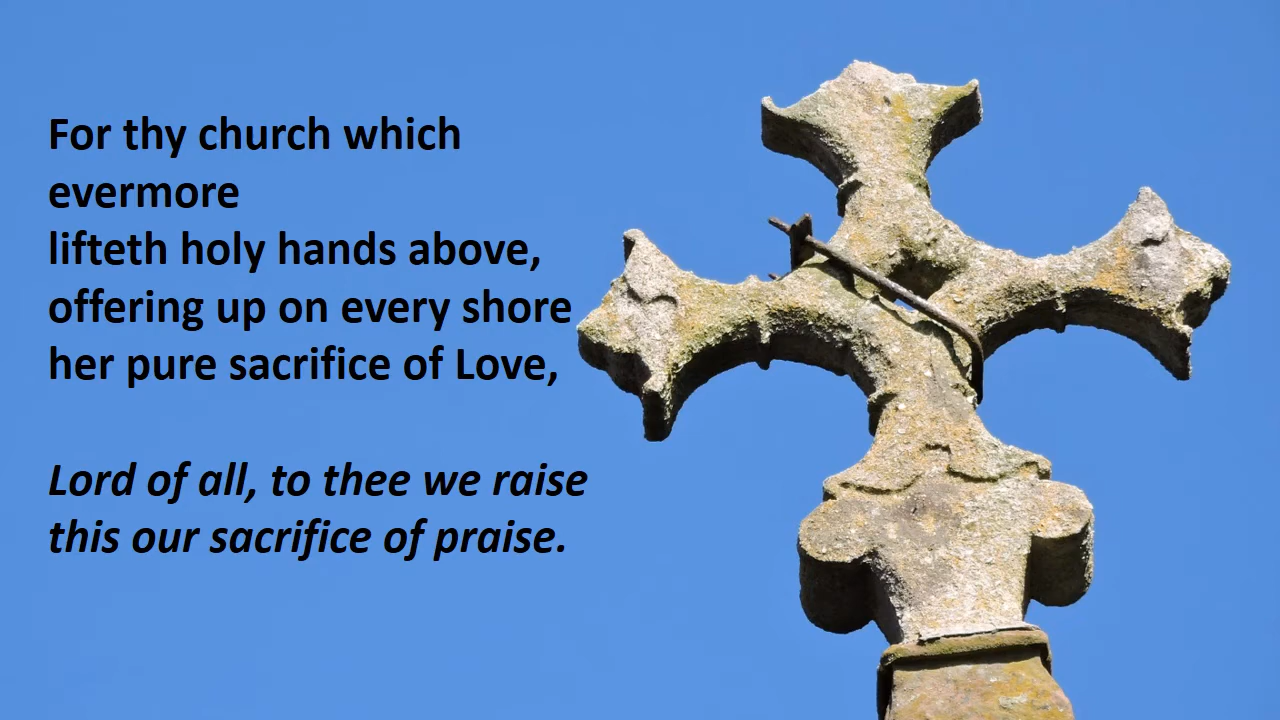 For thy church which
evermore
lifteth holy hands above,
offering up on every shore
her pure sacrifice of Love,
Lord of all, to thee we raise
this our sacrifice of praise.